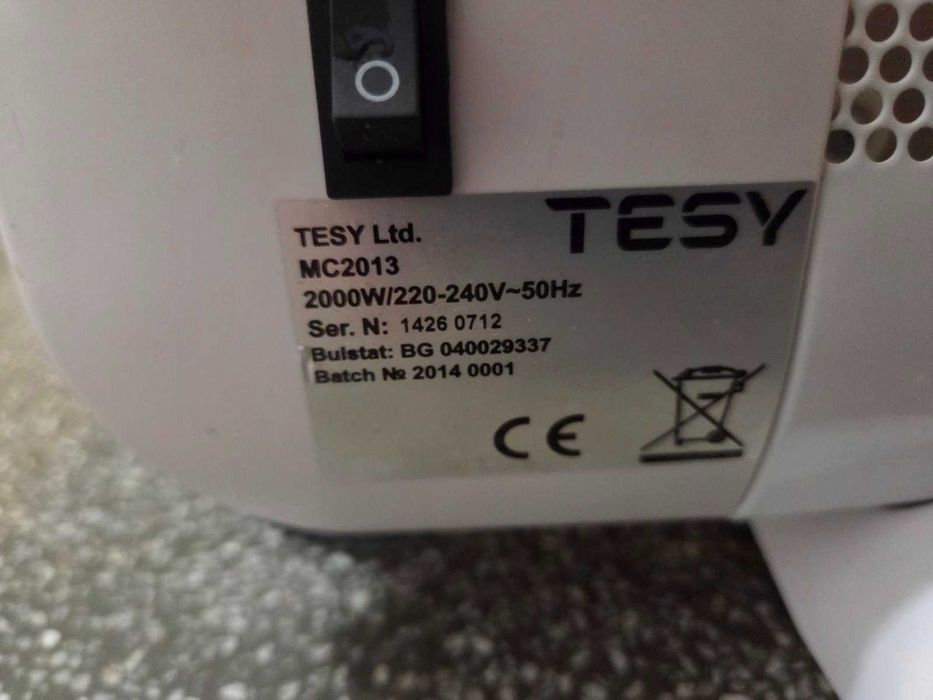 TESY
TESY Ltd.
MC2013
2000W/220-240V~50Hz
Ser. N: 1426 0712
Bulstat: BG 040029337
Batch № 2014 0001
CE